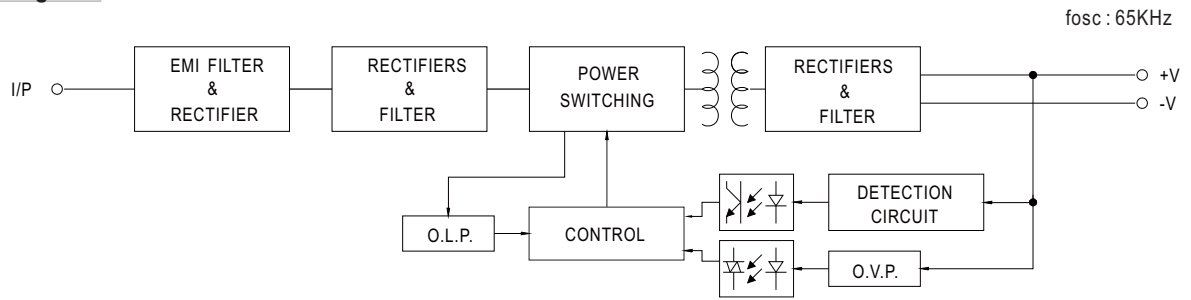 fosc : 65KHz
I/P
EMI FILTER
&
RECTIFIER
RECTIFIERS
&
FILTER
POWER
SWITCHING
RECTIFIERS
&
FILTER
+V
-V
DETECTION
CIRCUIT
O.L.P.
CONTROL
O.V.P.